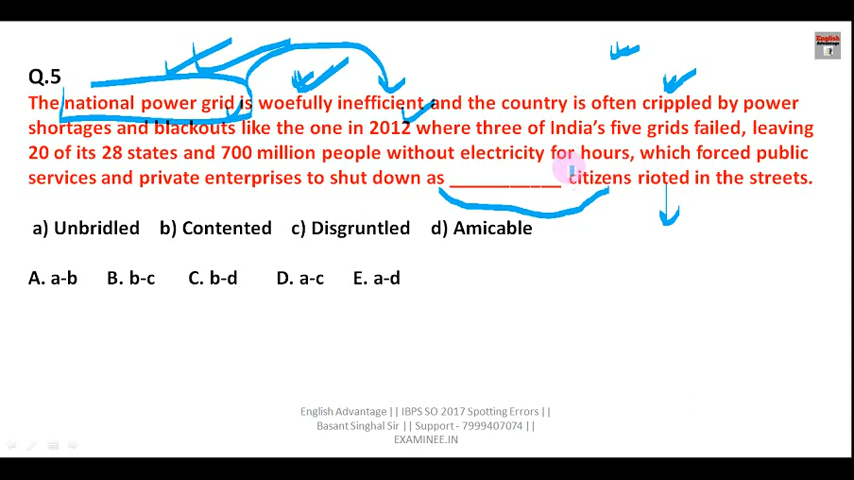 English
Advantage
Q.5
The national power grid is woefully inefficient and the country is often crippled by power
shortages and blackouts like the one in 2012 where three of India's five grids failed, leaving
20 of its 28 states and 700 million people without electricity for hours, which forced public
services and private enterprises to shut down as ____________ citizens rioted in the streets.
a) Unbridled b) Contented c) Disgruntled d) Amicable
A. a-b B. b-c C. b-d D. a-c E. a-d
English Advantage || IBPS SO 2017 Spotting Errors ||
Basant Singhal Sir || Support - 7999407074 ||
EXAMINEE.IN